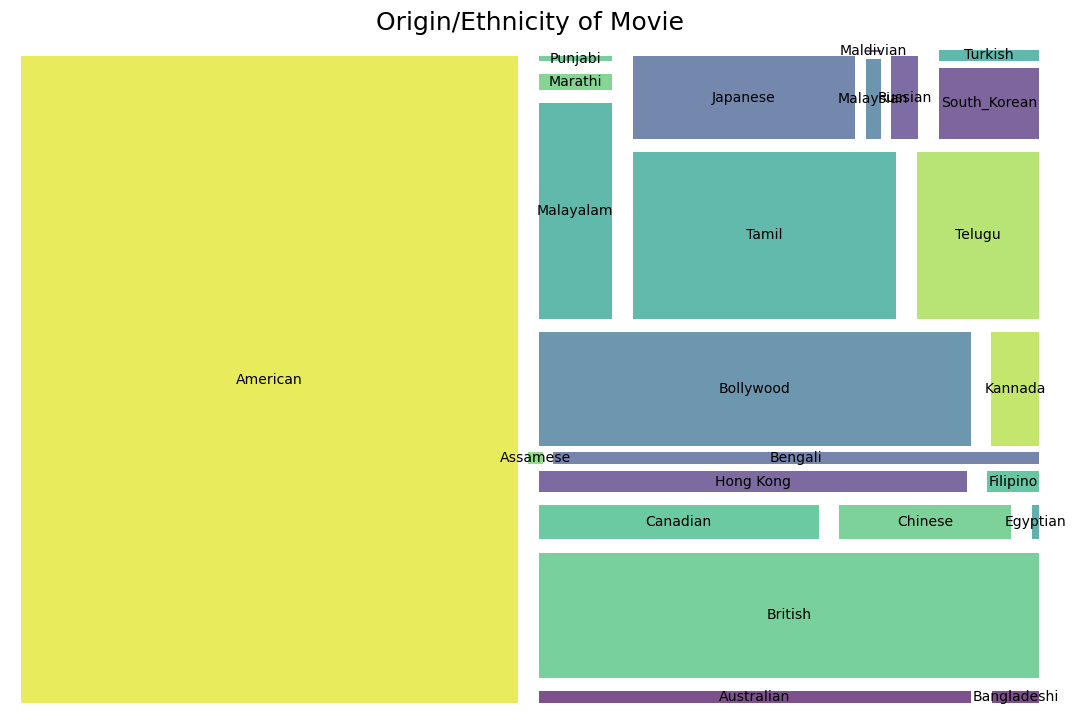 Origin/Ethnicity of Movie
Punjabi
Maldivian
Turkish
Marathi
Japanese
Malaysian
Russian
South_Korean
Malayalam
Tamil
Telugu
American
Bollywood
Kannada
Assamese
Bengali
Hong Kong
Filipino
Canadian
Chinese
Egyptian
British
Australian
Bangladeshi